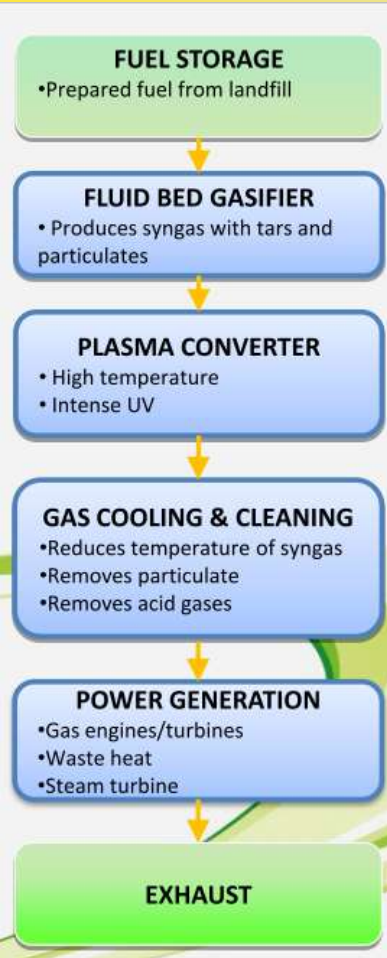 FUEL STORAGE
•Prepared fuel from landfill
FLUID BED GASIFIER
• Produces syngas with tars and
particulates
PLASMA CONVERTER
• High temperature
• Intense UV
GAS COOLING & CLEANING
•Reduces temperature of syngas
•Removes particulate
•Removes acid gases
POWER GENERATION
•Gas engines/turbines
•Waste heat
•Steam turbine
EXHAUST